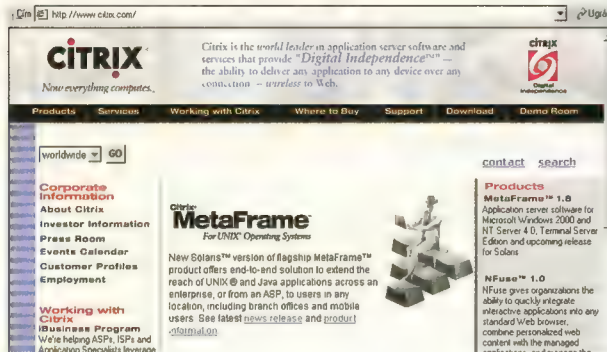 Cím http://www.citrix.com/ Ugrá
CITRIX
Now everything computes.
Citrix is the world leader in application server software and
services that provide "Digital Independence™" —
the ability to deliver any application to any device over any
connection -- wireless to Web.
CITRIX
Digital
Independence
Products Services Working with Citrix Where to Buy Support Download Demo Room
worldwide GO
contact search
Corporate
Information
About Citrix
Investor Information
Press Room
Events Calendar
Customer Profiles
Employment
Working with
Citrix
iBusiness Program
We're helping ASPs, ISPs and
Application Specialists leverage
Citrix
MetaFrame™
For UNIX® Operating Systems
New Solaris™ version of flagship MetaFrame™
product offers end-to-end solution to extend the
reach of UNIX® and Java applications across an
enterprise, or from an ASP, to users in any
location, including branch offices and mobile
users. See latest news release and product
information.
Products
MetaFrame™ 1.8
Application server software for
Microsoft Windows 2000 and
NT Server 4.0, Terminal Server
Edition and upcoming release
for Solaris
NFuse™ 1.0
NFuse gives organizations the
ability to quickly integrate
interactive applications into any
standard Web browser,
combine personalized web
content with the managed